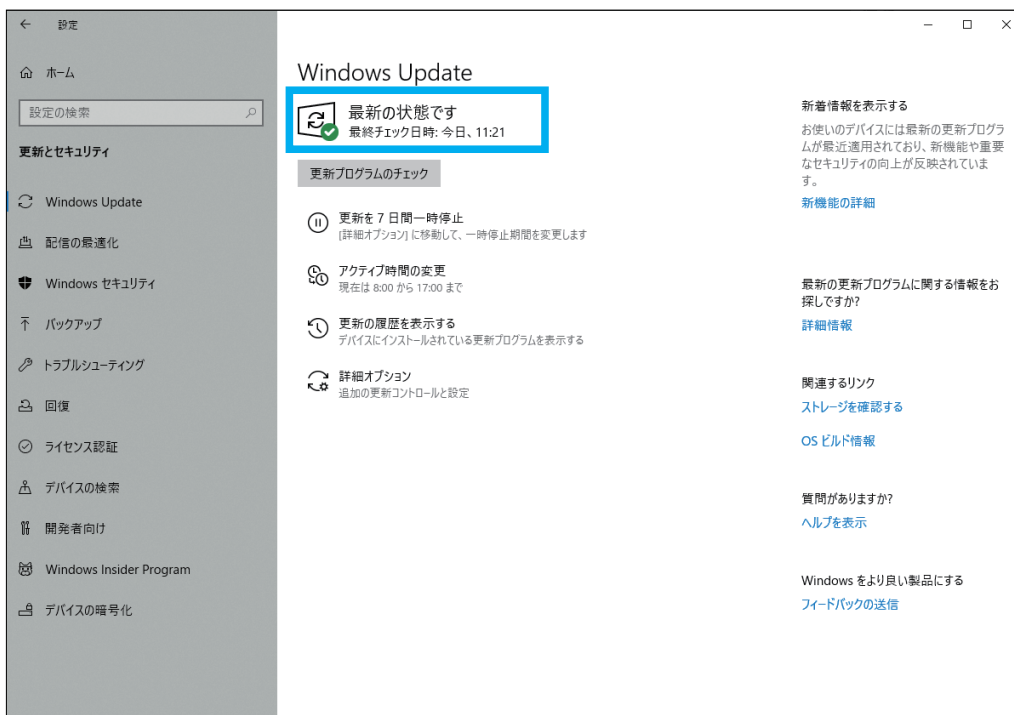 設定
ホーム
設定の検索
更新とセキュリティ
Windows Update
配信の最適化
Windows セキュリティ
バックアップ
トラブルシューティング
回復
ライセンス認証
デバイスの検索
開発者向け
Windows Insider Program
デバイスの暗号化
Windows Update
最新の状態です
最終チェック日時: 今日、11:21
更新プログラムのチェック
更新を 7 日間一時停止
[詳細オプション] に移動して、一時停止期間を変更します
アクティブ時間の変更
現在は 8:00 から 17:00 まで
更新の履歴を表示する
デバイスにインストールされている更新プログラムを表示する
詳細オプション
追加の更新コントロールと設定
新着情報を表示する
お使いのデバイスには最新の更新プログラ
ムが最近適用されており、新機能や重要
なセキュリティの向上が反映されていま
す。
新機能の詳細
最新の更新プログラムに関する情報をお
探しですか?
詳細情報
関連するリンク
ストレージを確認する
OS ビルド情報
質問がありますか?
ヘルプを表示
Windows をより良い製品にする
フィードバックの送信